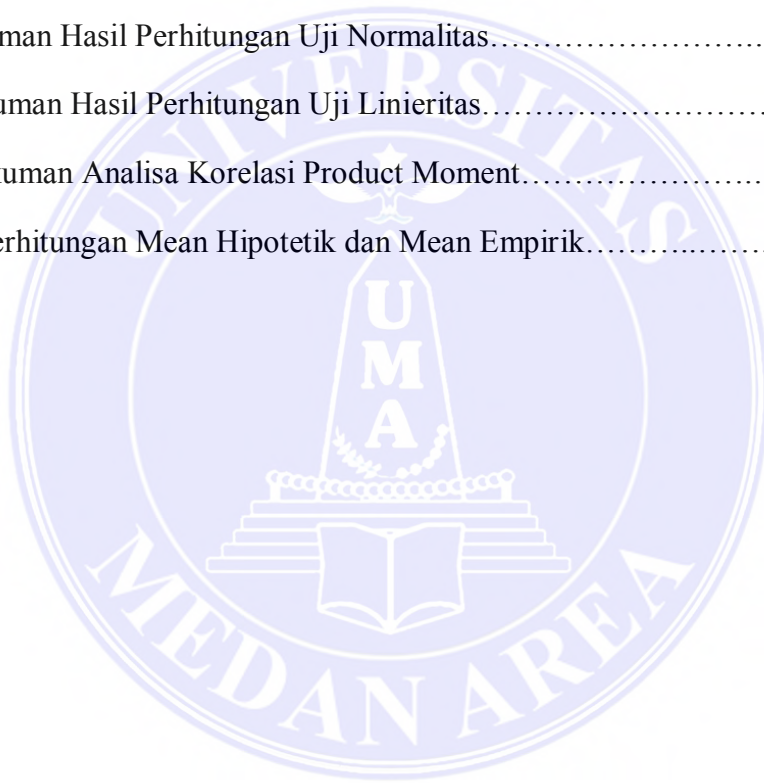 man Hasil Perhitungan Uji Normalitas……………………..
uman Hasil Perhitungan Uji Linieritas………………………
uman Analisa Korelasi Product Moment…………………..
erhitungan Mean Hipotetik dan Mean Empirik………..……
UNIVERSITAS
UMA
MEDAN AREA